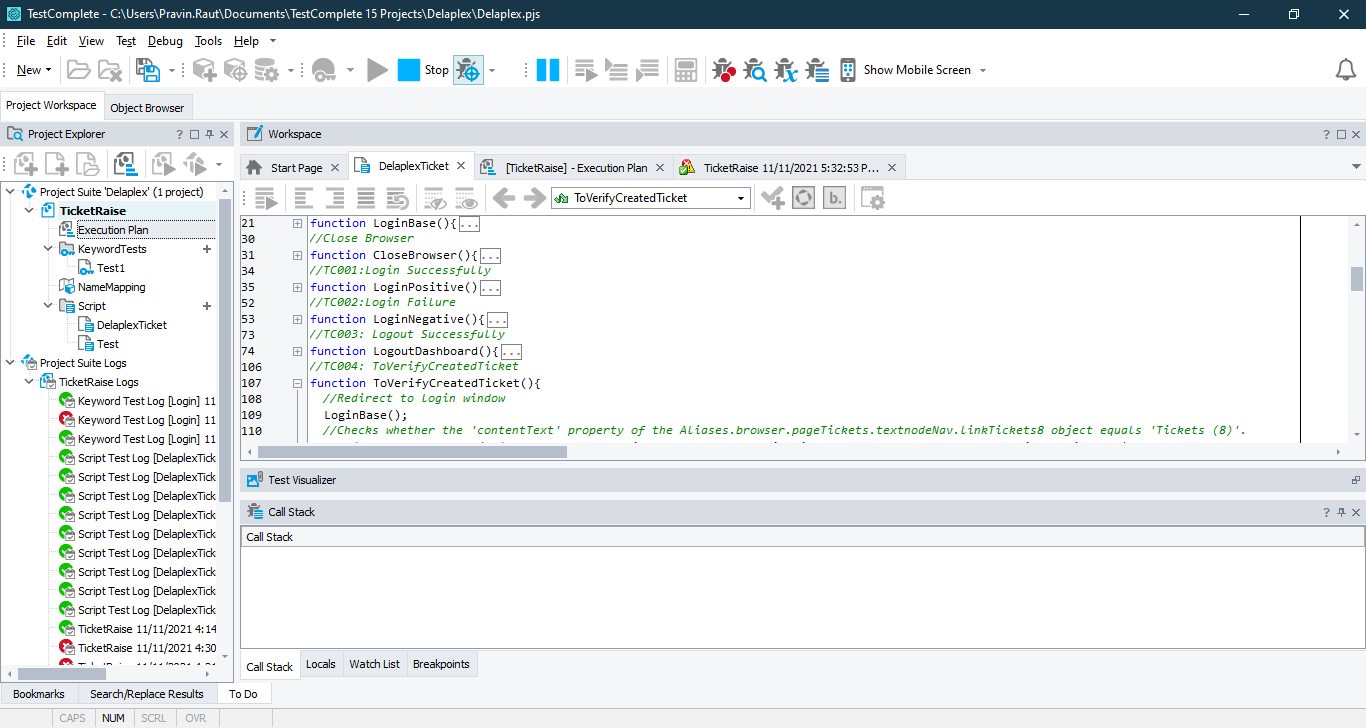 TestComplete - C:\Users\Pravin.Raut\Documents\TestComplete 15 Projects\Delaplex\Delaplex.pjs
File Edit View Test Debug Tools Help
New Stop Show Mobile Screen
Project Workspace Object Browser
Project Explorer
Project Suite 'Delaplex' (1 project)
TicketRaise
Execution Plan
KeywordTests
Test1
NameMapping
Script
DelaplexTicket
Test
Project Suite Logs
TicketRaise Logs
Keyword Test Log [Login] 11
Keyword Test Log [Login] 11
Keyword Test Log [Login] 11
Script Test Log [DelaplexTick
Script Test Log [DelaplexTick
Script Test Log [DelaplexTick
Script Test Log [DelaplexTick
Script Test Log [DelaplexTick
Script Test Log [DelaplexTick
Script Test Log [DelaplexTick
Script Test Log [DelaplexTick
Script Test Log [DelaplexTick
TicketRaise 11/11/2021 4:14
TicketRaise 11/11/2021 4:30
Workspace
Start Page DelaplexTicket [TicketRaise] - Execution Plan TicketRaise 11/11/2021 5:32:53 P...
ToVerifyCreatedTicket b.
21 function LoginBase(){...
30 //Close Browser
31 function CloseBrowser(){...
34 //TC001:Login Successfully
35 function LoginPositive()...
52 //TC002:Login Failure
53 function LoginNegative(){...
73 //TC003: Logout Successfully
74 function LogoutDashboard(){...
106 //TC004: ToVerifyCreatedTicket
107 function ToVerifyCreatedTicket(){
108 //Redirect to login window
109 LoginBase();
110 //Checks whether the 'contentText' property of the Aliases.browser.pageTickets.textnodeNav.linkTickets8 object equals 'Tickets (8)'.
Test Visualizer
Call Stack
Call Stack
Call Stack Locals Watch List Breakpoints
Bookmarks Search/Replace Results To Do
CAPS NUM SCRL OVR